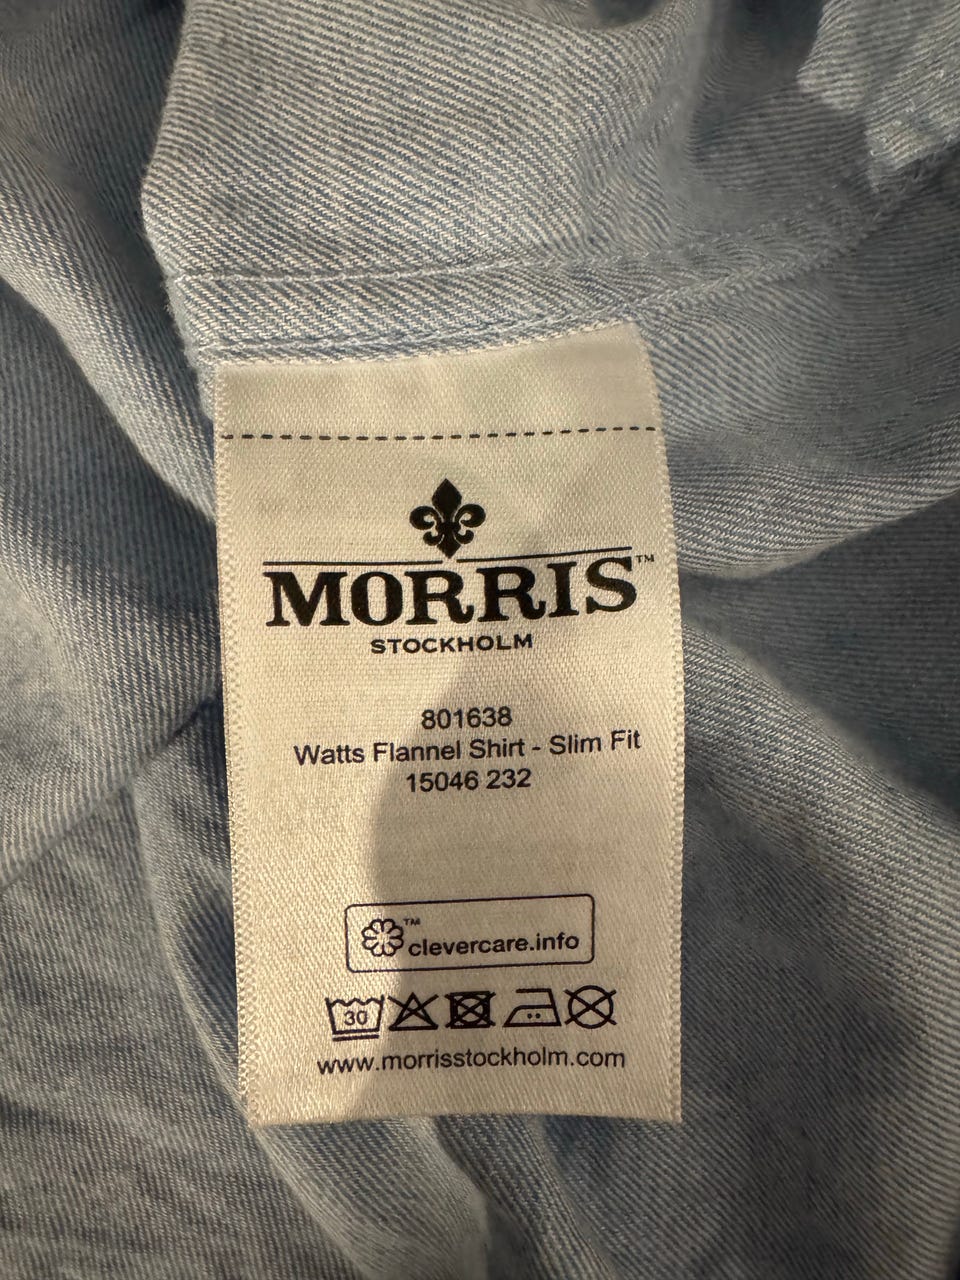 MORRIS™
STOCKHOLM
801638
Watts Flannel Shirt - Slim Fit
15046 232
™
clevercare.info
30
www.morrisstockholm.com